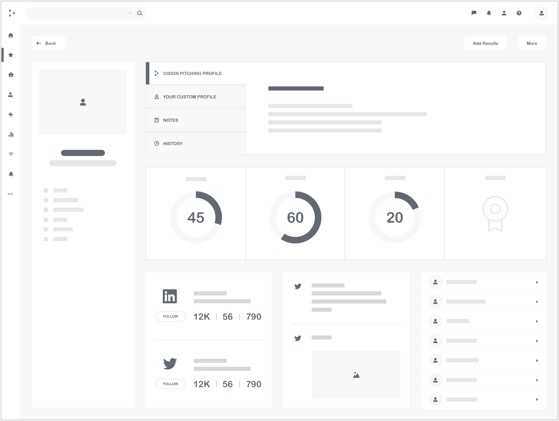 Back
Add Results
More
CISION PITCHING PROFILE
YOUR CUSTOM PROFILE
NOTES
HISTORY
45
60
20
in
FOLLOW
12K | 56 | 790
FOLLOW
12K | 56 | 790